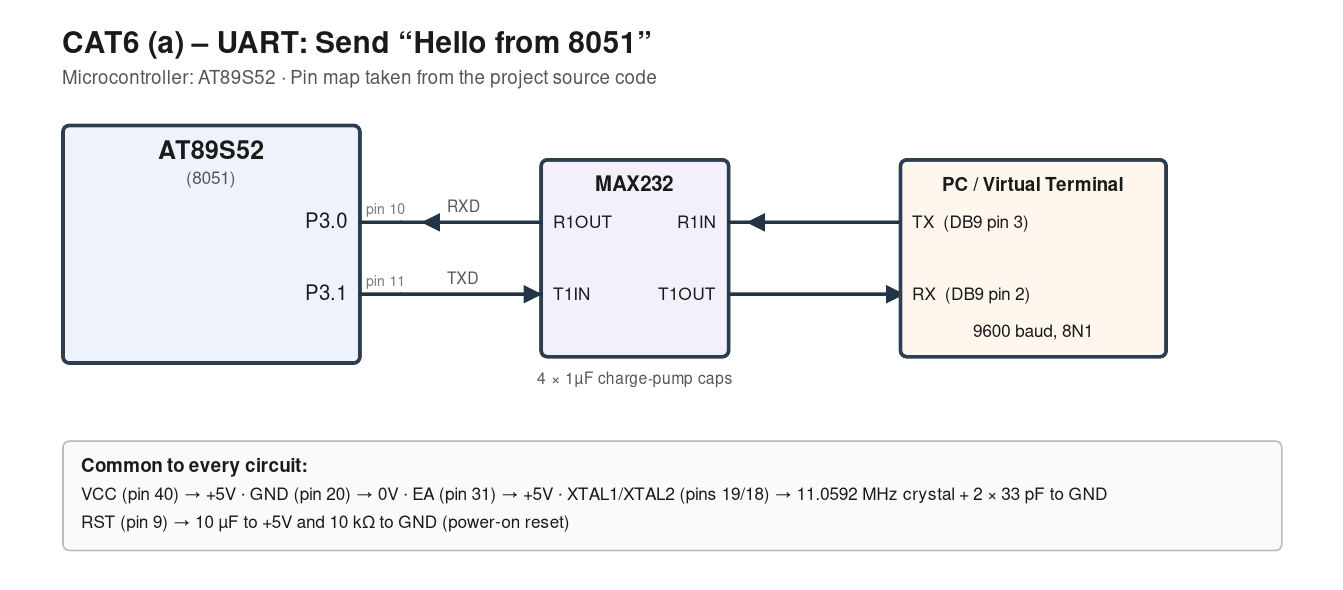 CAT6 (a) – UART: Send “Hello from 8051”
Microcontroller: AT89S52 · Pin map taken from the project source code
AT89S52
(8051)
P3.0
pin 10
RXD
P3.1
pin 11
TXD
MAX232
R1OUT
R1IN
T1IN
T1OUT
4 × 1µF charge-pump caps
PC / Virtual Terminal
TX (DB9 pin 3)
RX (DB9 pin 2)
9600 baud, 8N1
Common to every circuit:
VCC (pin 40) → +5V · GND (pin 20) → 0V · EA (pin 31) → +5V · XTAL1/XTAL2 (pins 19/18) → 11.0592 MHz crystal + 2 × 33 pF to GND
RST (pin 9) → 10 µF to +5V and 10 kΩ to GND (power-on reset)